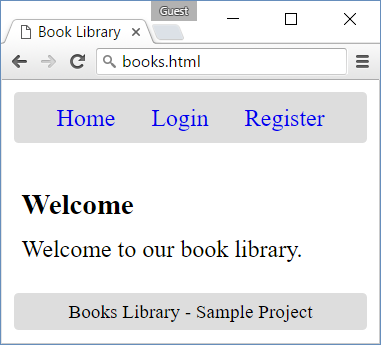 Guest
Book Library
books.html
Home Login Register
Welcome
Welcome to our book library.
Books Library - Sample Project